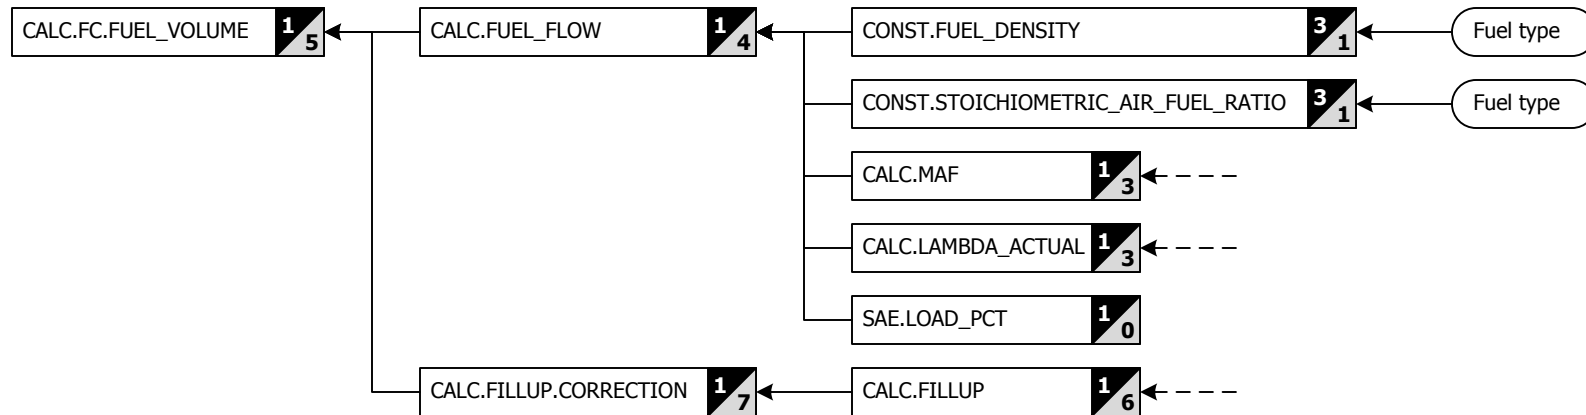 CALC.FC.FUEL_VOLUME 1 5
CALC.FUEL_FLOW 1 4
CONST.FUEL_DENSITY 3 1
Fuel type
CONST.STOICHIOMETRIC_AIR_FUEL_RATIO 3 1
Fuel type
CALC.MAF 1 3
CALC.LAMBDA_ACTUAL 1 3
SAE.LOAD_PCT 1 0
CALC.FILLUP.CORRECTION 1 7
CALC.FILLUP 1 6